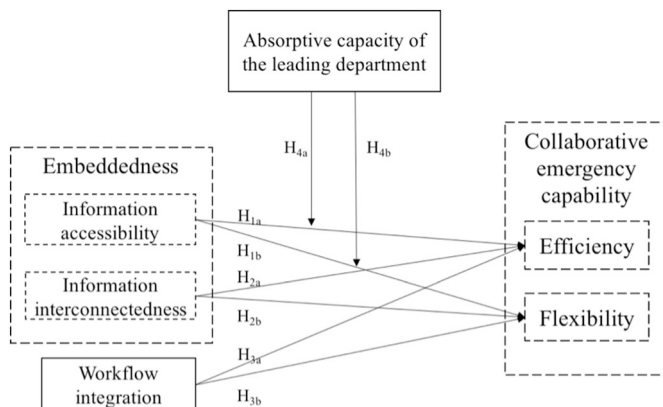 Absorptive capacity of
the leading department
H4a
H4b
Collaborative
emergency
capability
Efficiency
Flexibility
Embeddedness
Information
accessibility
Information
interconnectedness
Workflow
integration
H1a
H1b
H2a
H2b
H3a
H3b